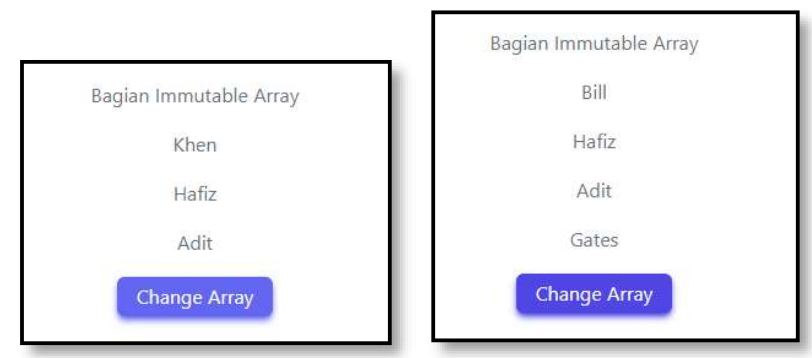 Bagian Immutable Array
Khen
Hafiz
Adit
Change Array
Bagian Immutable Array
Bill
Hafiz
Adit
Gates
Change Array